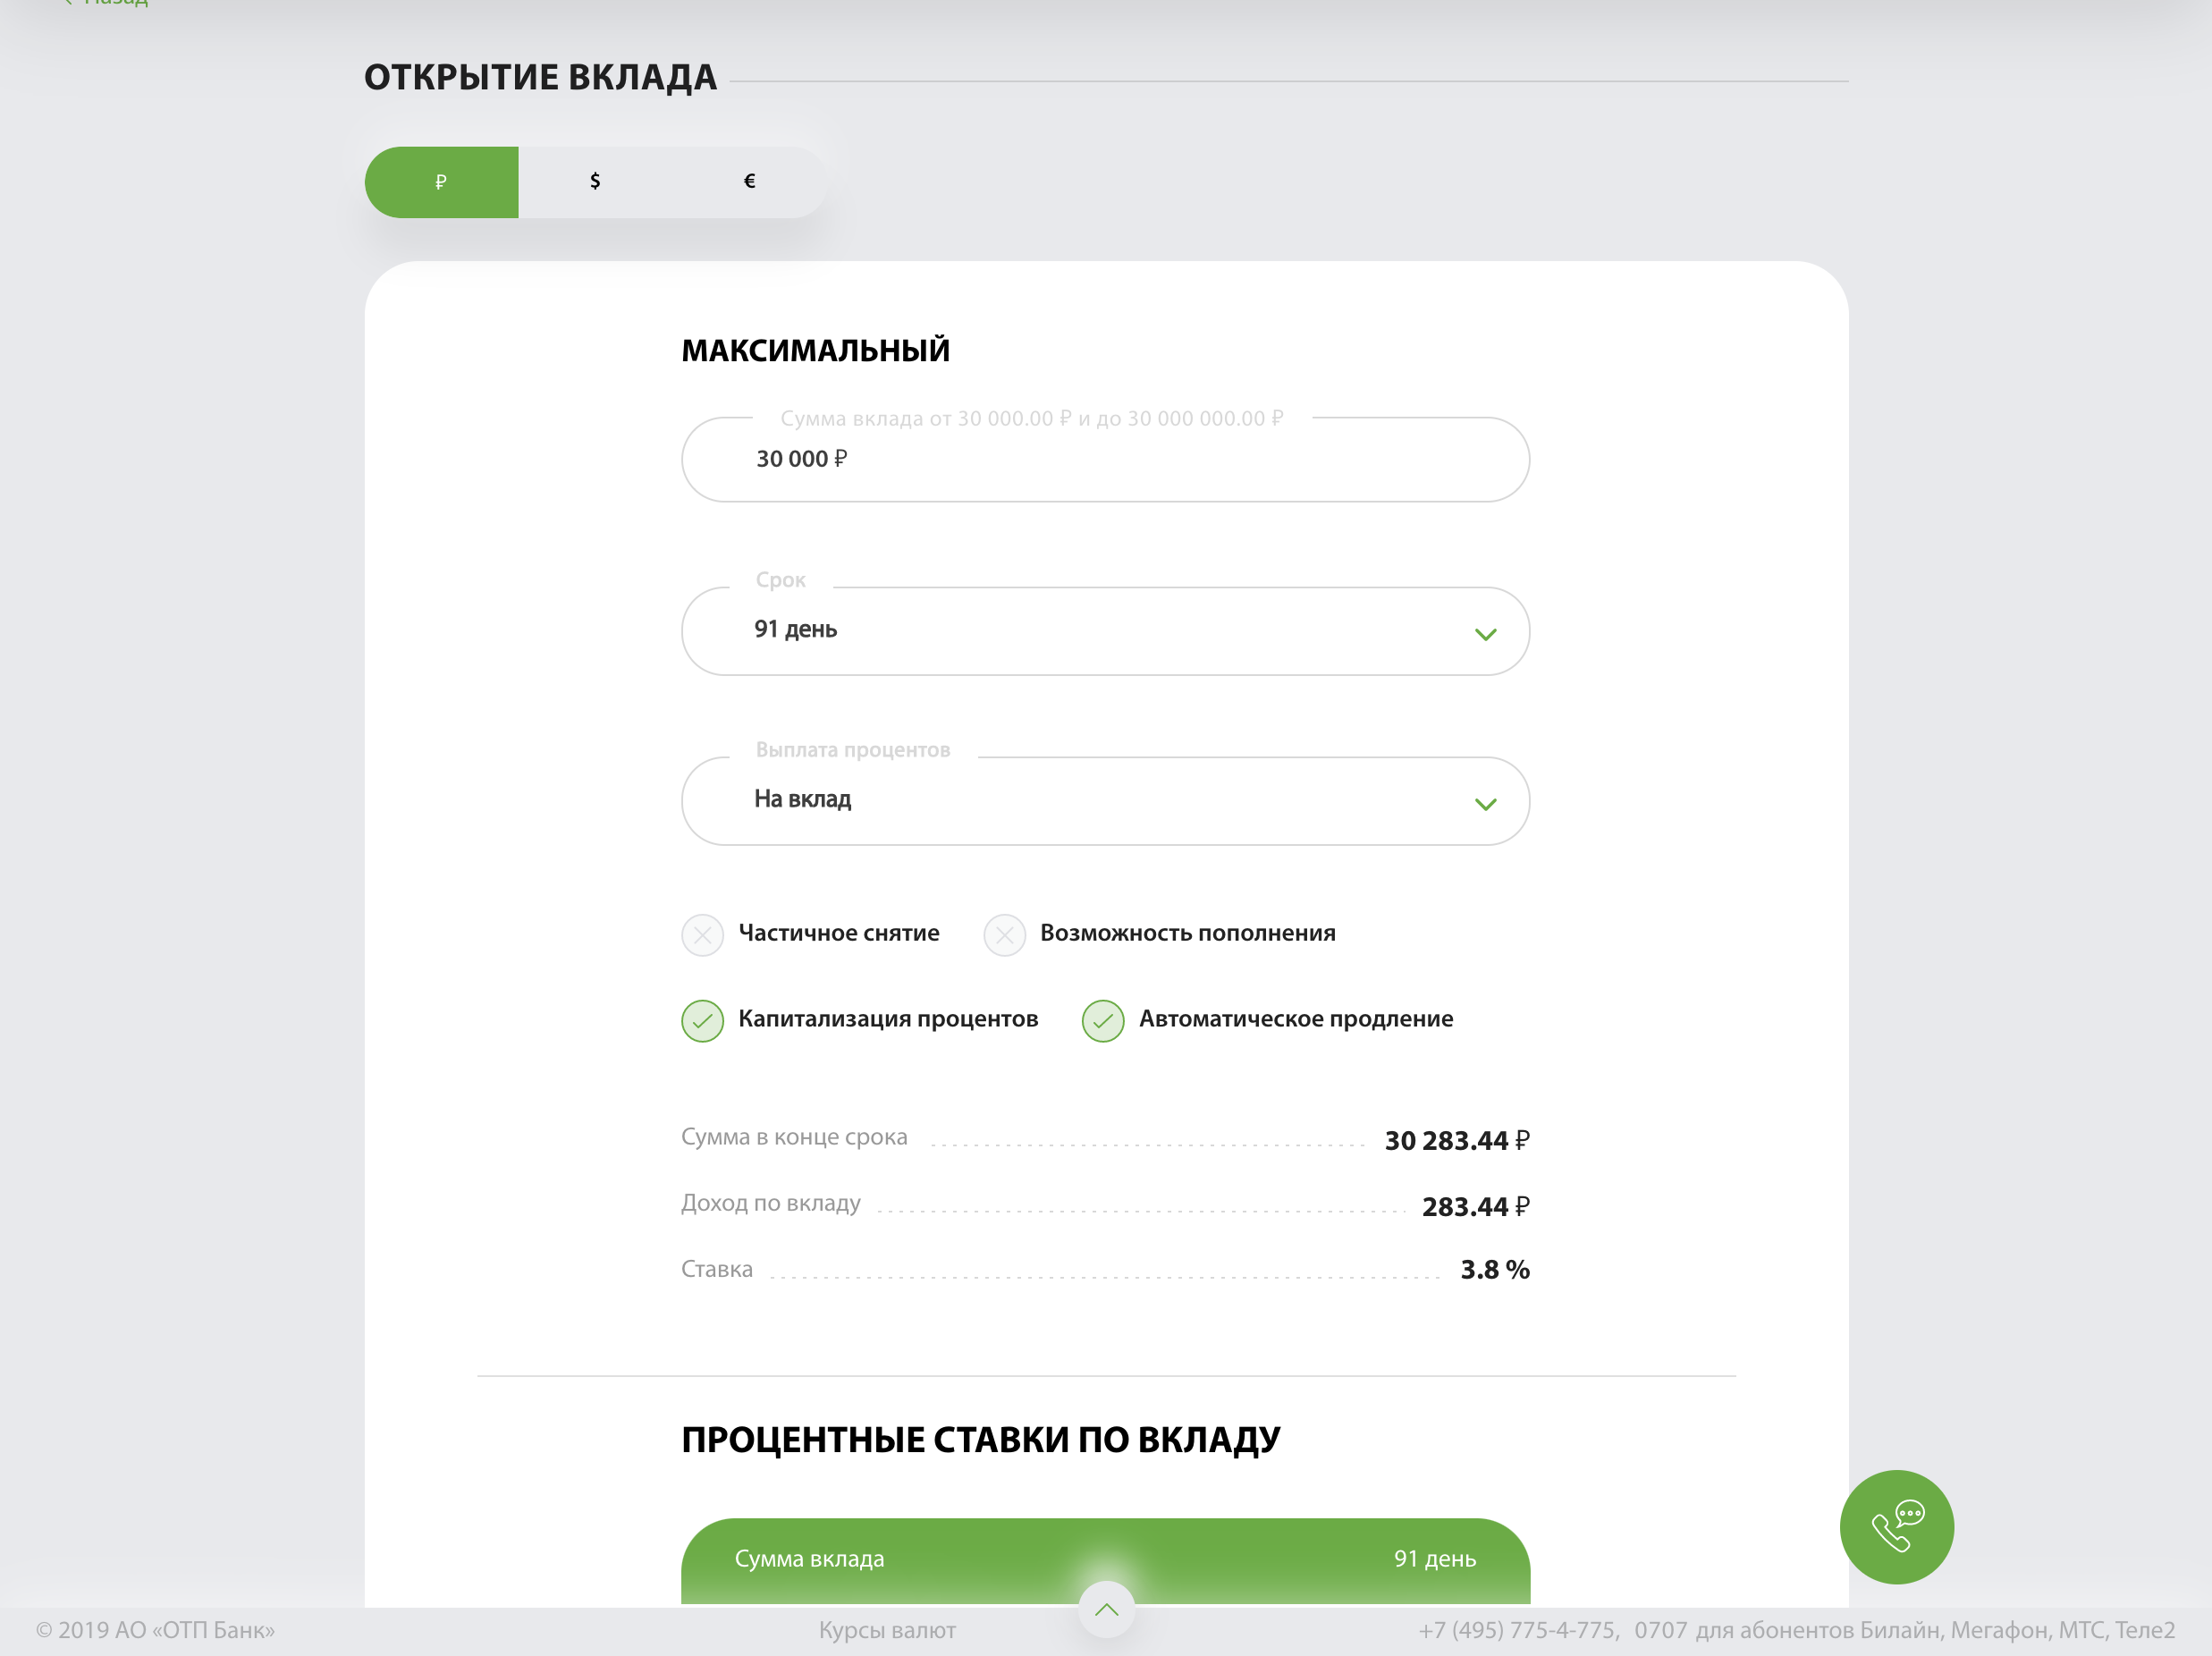 Назад
ОТКРЫТИЕ ВКЛАДА
₽ $ €
МАКСИМАЛЬНЫЙ
Сумма вклада от 30 000.00 ₽ и до 30 000 000.00 ₽
30 000 ₽
Срок
91 день
Выплата процентов
На вклад
Частичное снятие Возможность пополнения
Капитализация процентов Автоматическое продление
Сумма в конце срока 30 283.44 ₽
Доход по вкладу 283.44 ₽
Ставка 3.8 %
ПРОЦЕНТНЫЕ СТАВКИ ПО ВКЛАДУ
Сумма вклада 91 день
© 2019 АО «ОТП Банк» Курсы валют +7 (495) 775-4-775, 0707 для абонентов Билайн, Мегафон, МТС, Теле2